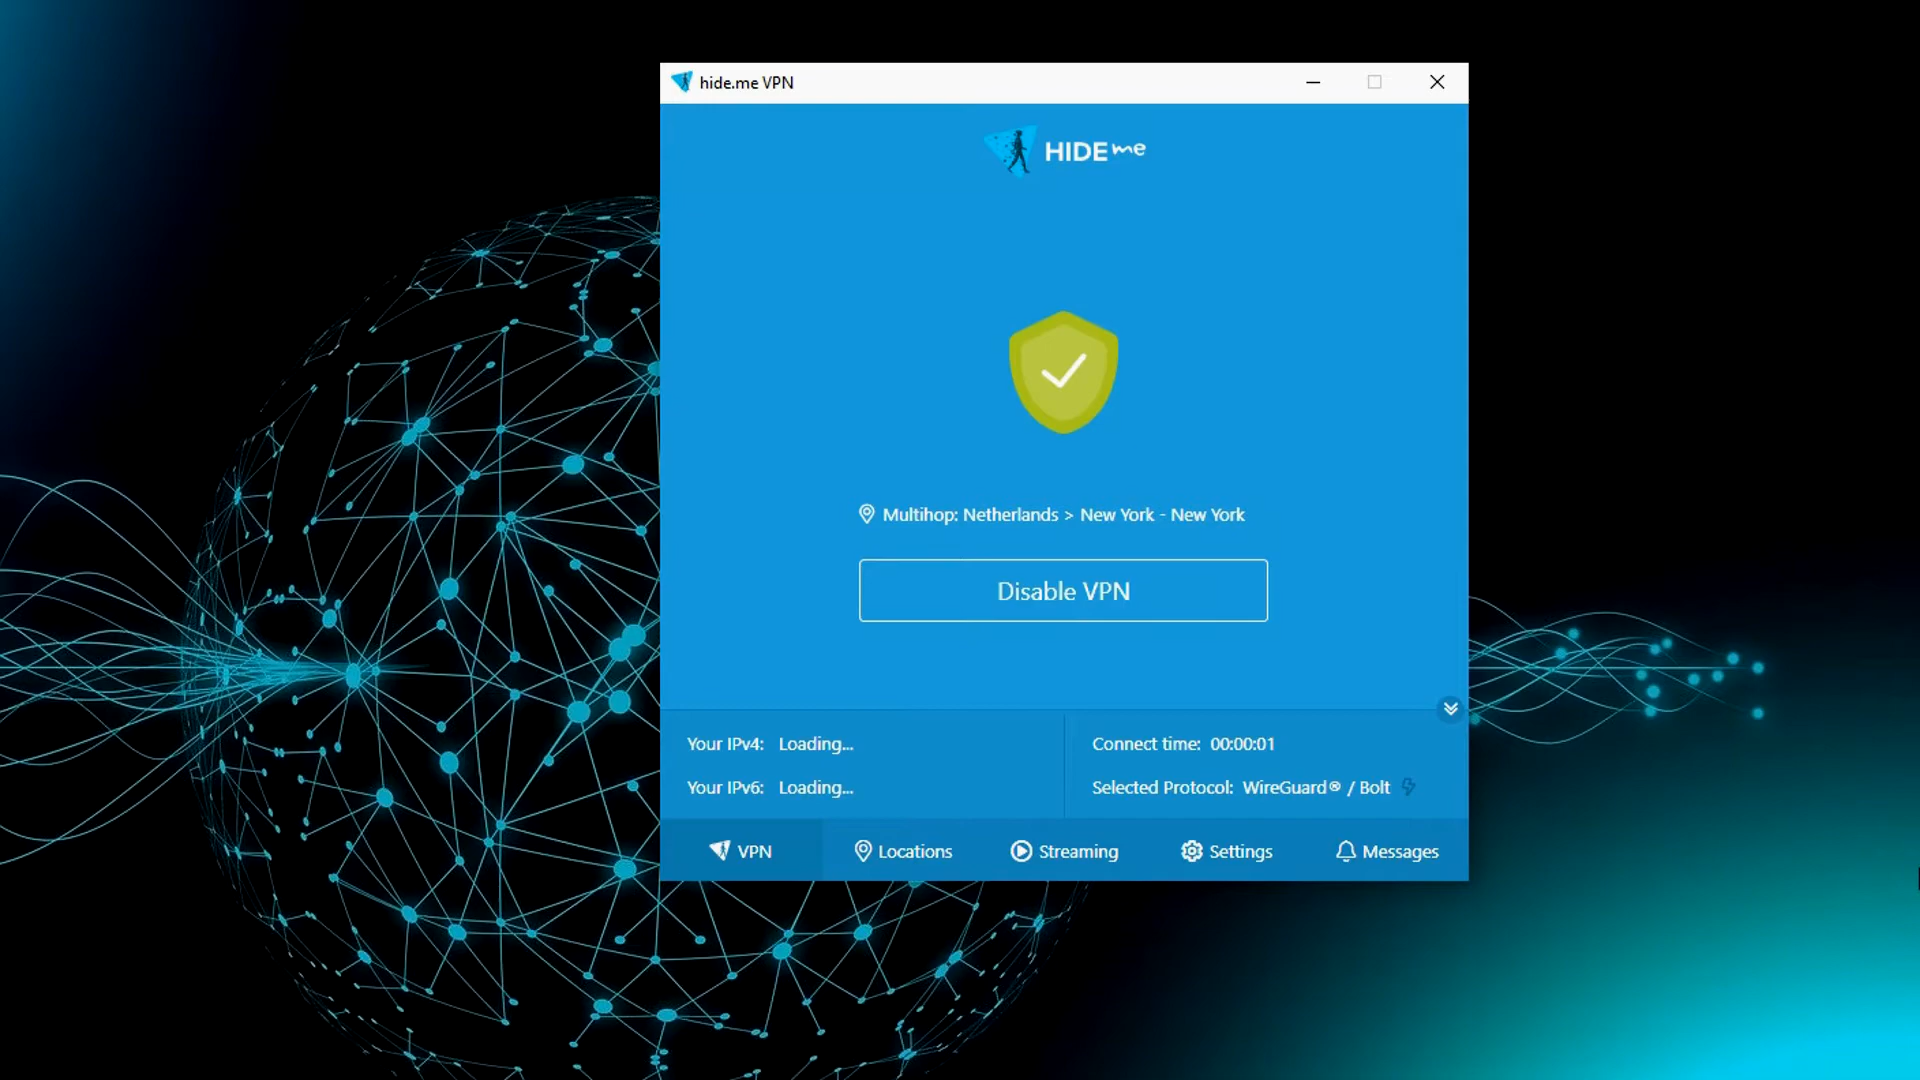 hide.me VPN
HIDE me
Multihop: Netherlands > New York - New York
Disable VPN
Your IPv4: Loading...
Your IPv6: Loading...
Connect time: 00:00:01
Selected Protocol: WireGuard® / Bolt
VPN
Locations
Streaming
Settings
Messages